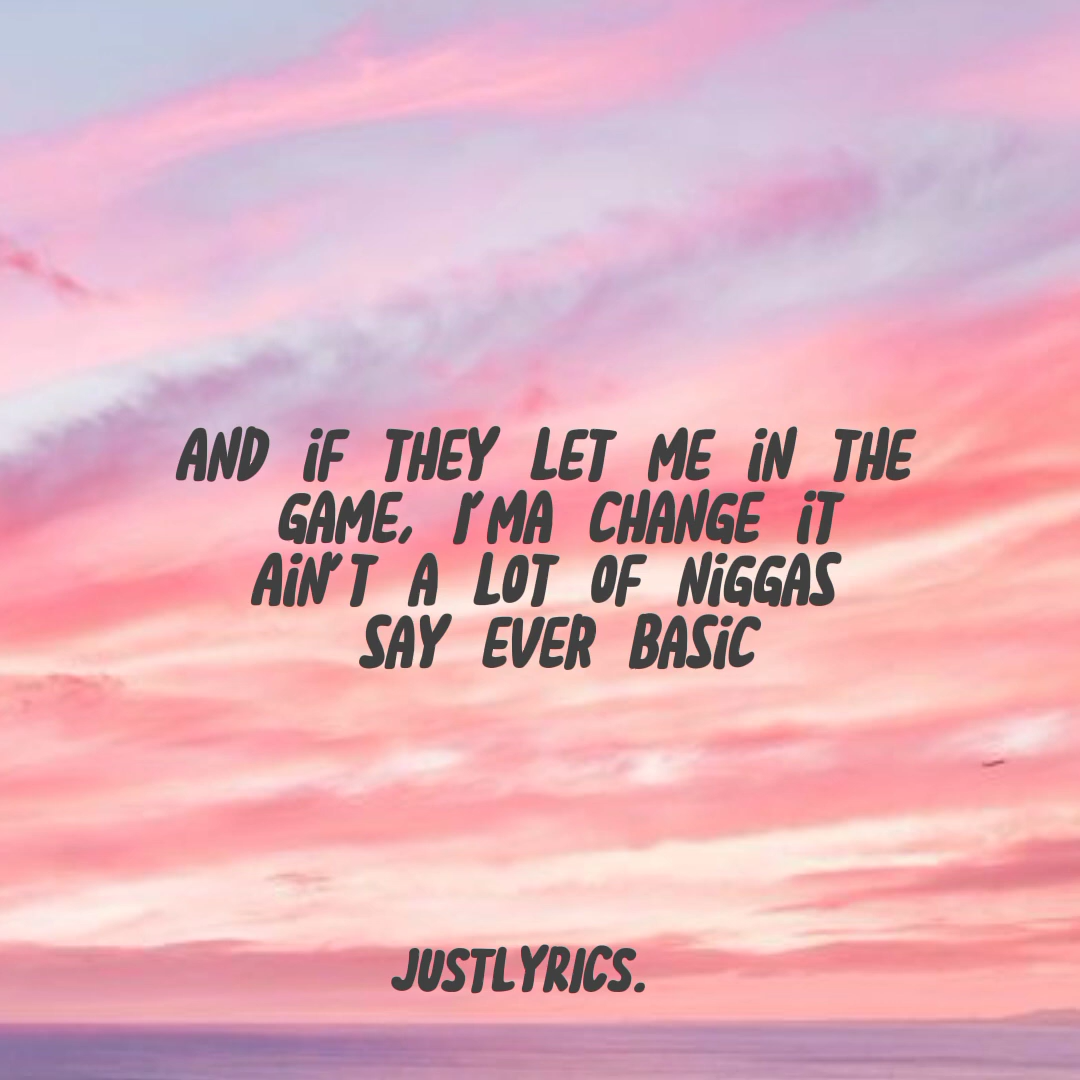 AND iF THEY LET ME iN THE
GAME, I'MA CHANGE iT
AiN'T A LOT OF NiGGAS
SAY EVER BASiC
JUSTLYRICS.